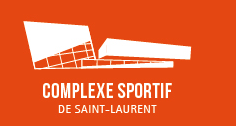 COMPLEXE SPORTIF
DE SAINT-LAURENT